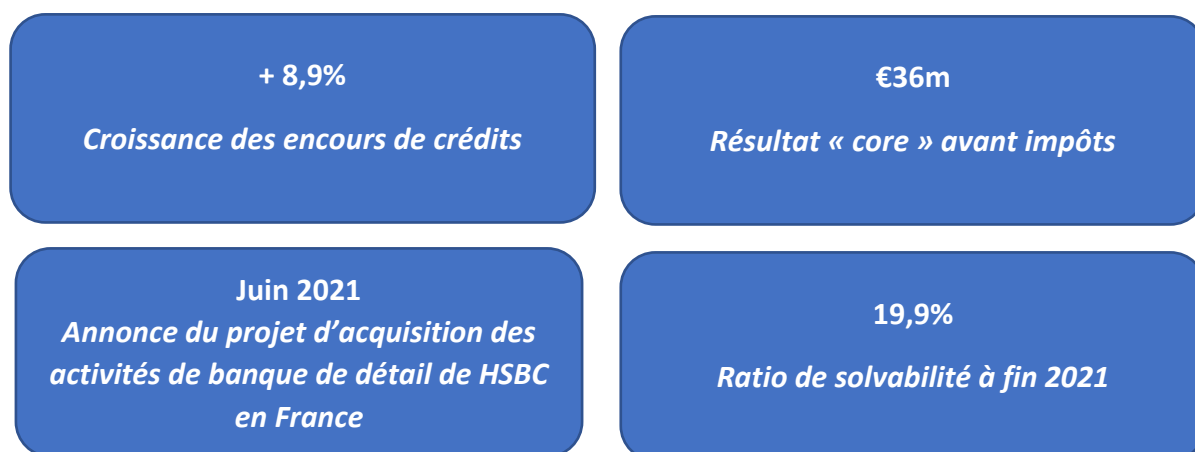 + 8,9%
Croissance des encours de crédits
€36m
Résultat « core » avant impôts
Juin 2021
Annonce du projet d’acquisition des
activités de banque de détail de HSBC
en France
19,9%
Ratio de solvabilité à fin 2021